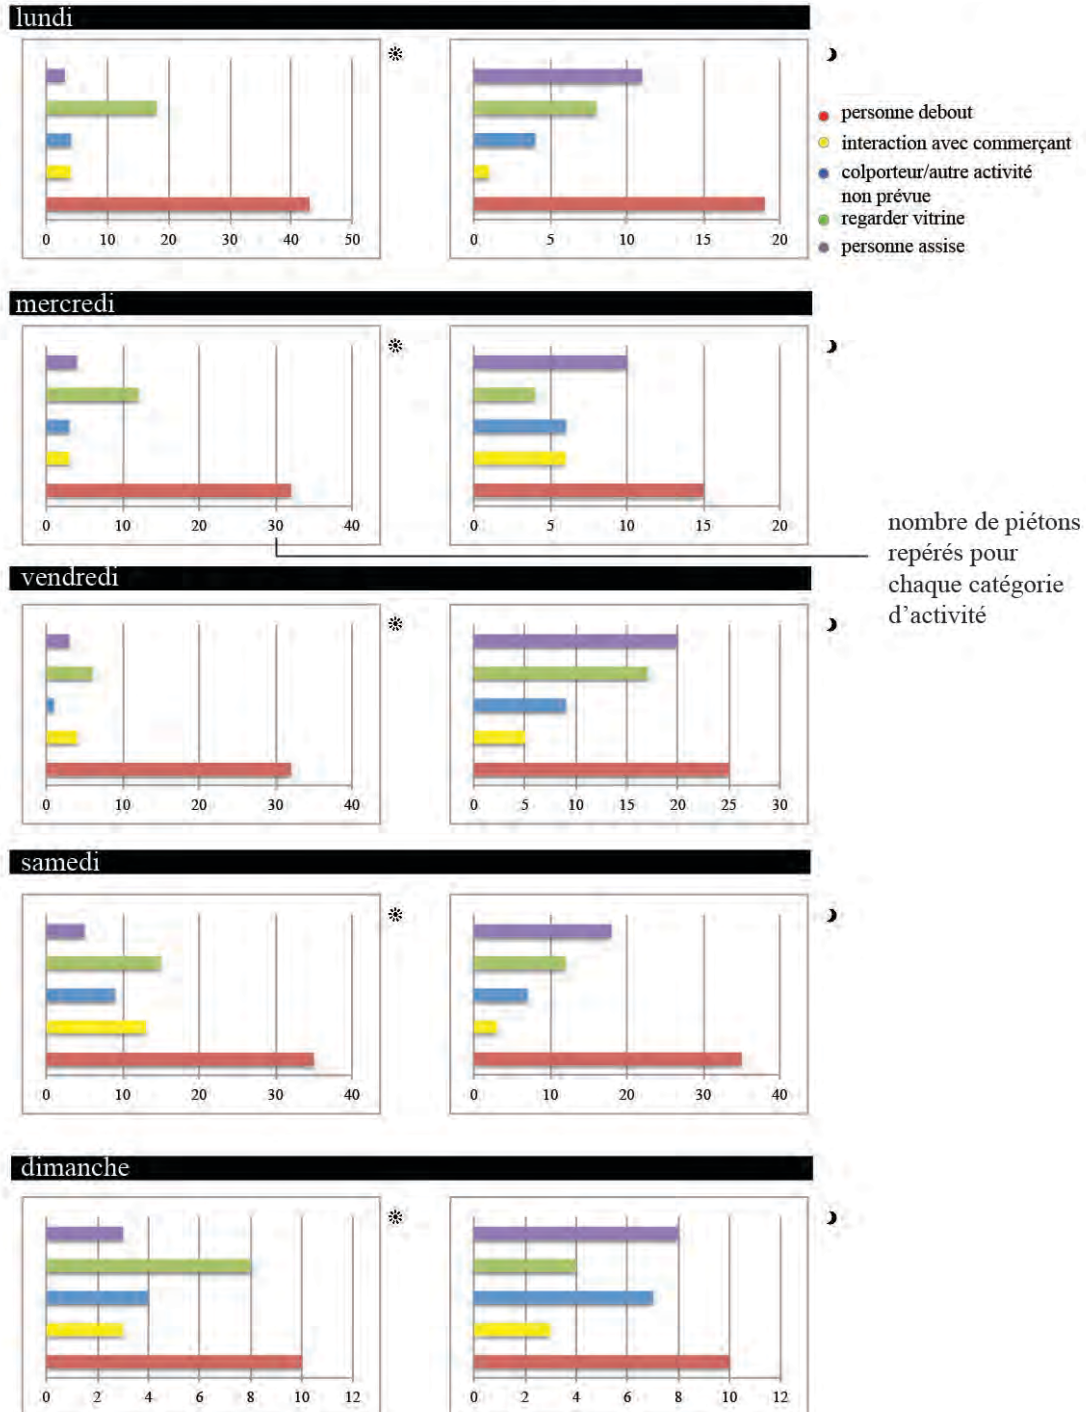 lundi
0 10 20 30 40 50
0 5 10 15 20
personne debout
interaction avec commerçant
colporteur/autre activité
non prévue
regarder vitrine
personne assise
mercredi
0 10 20 30 40
0 5 10 15 20
nombre de piétons
repérés pour
chaque catégorie
d’activité
vendredi
0 10 20 30 40
0 5 10 15 20 25 30
samedi
0 10 20 30 40
0 10 20 30 40
dimanche
0 2 4 6 8 10 12
0 2 4 6 8 10 12